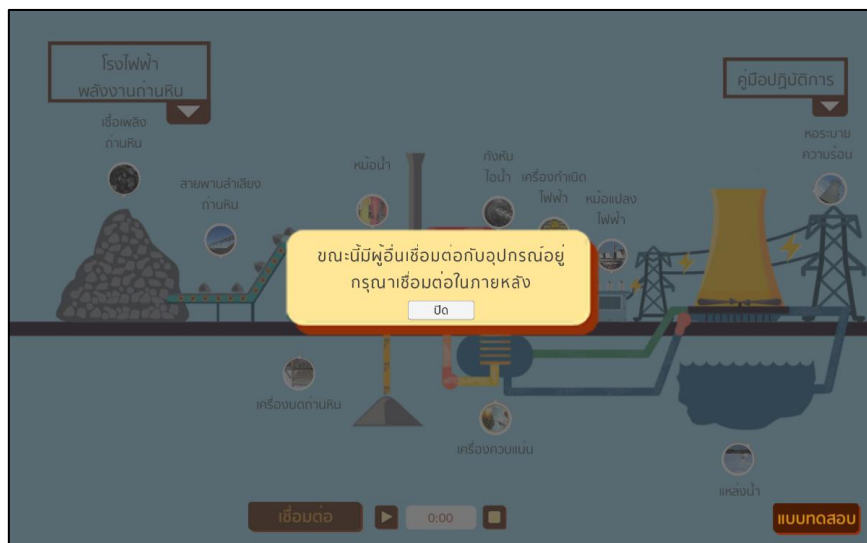 โรงไฟฟ้า
พลังงานถ่านหิน
คู่มือปฏิบัติการ
เชื้อเพลิง
ถ่านหิน
สายพานลำเลียง
ถ่านหิน
หม้อน้ำ
กังหัน
ไอน้ำ
เครื่องกำเนิด
ไฟฟ้า
หม้อแปลง
ไฟฟ้า
หอระบาย
ความร้อน
ขณะนี้มีผู้อื่นเชื่อมต่อกับอุปกรณ์อยู่
กรุณาเชื่อมต่อในภายหลัง
ปิด
เครื่องบดถ่านหิน
เครื่องควบแน่น
แหล่งน้ำ
เชื่อมต่อ
0:00
แบบทดสอบ